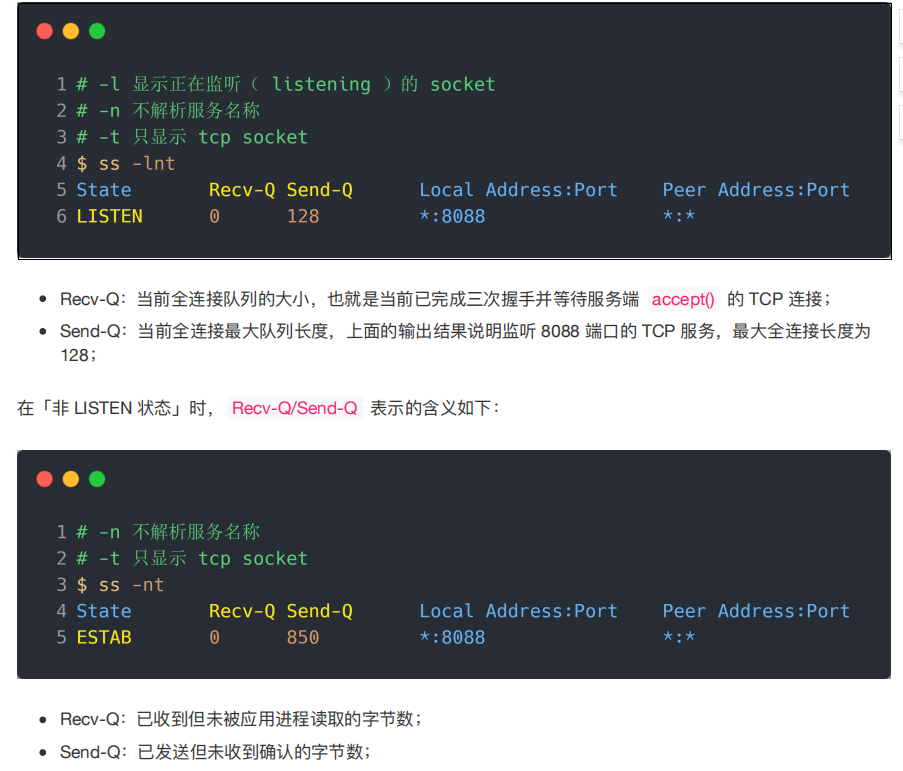 1 # -l 显示正在监听（ listening ）的 socket
2 # -n 不解析服务名称
3 # -t 只显示 tcp socket
4 $ ss -lnt
5 State Recv-Q Send-Q Local Address:Port Peer Address:Port
6 LISTEN 0 128 *:8088 *:*
• Recv-Q：当前全连接队列的大小，也就是当前已完成三次握手并等待服务端 accept() 的 TCP 连接；
• Send-Q：当前全连接最大队列长度，上面的输出结果说明监听 8088 端口的 TCP 服务，最大全连接长度为
128；
在「非 LISTEN 状态」时， Recv-Q/Send-Q 表示的含义如下：
1 # -n 不解析服务名称
2 # -t 只显示 tcp socket
3 $ ss -nt
4 State Recv-Q Send-Q Local Address:Port Peer Address:Port
5 ESTAB 0 850 *:8088 *:*
• Recv-Q：已收到但未被应用进程读取的字节数；
• Send-Q：已发送但未收到确认的字节数；